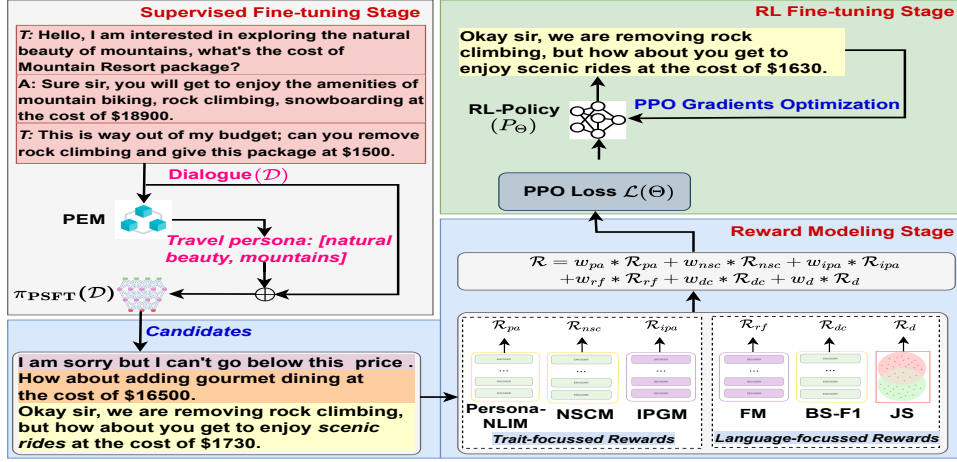 Supervised Fine-tuning Stage
T: Hello, I am interested in exploring the natural
beauty of mountains, what's the cost of
Mountain Resort package?
A: Sure sir, you will get to enjoy the amenities of
mountain biking, rock climbing, snowboarding at
the cost of $18900.
T: This is way out of my budget; can you remove
rock climbing and give this package at $1500.
Dialogue(𝒟)
PEM
Travel persona: [natural
beauty, mountains]
π_PSFT(𝒟)
Candidates
I am sorry but I can't go below this price .
How about adding gourmet dining at
the cost of $16500.
Okay sir, we are removing rock climbing,
but how about you get to enjoy scenic
rides at the cost of $1730.
RL Fine-tuning Stage
Okay sir, we are removing rock
climbing, but how about you get to
enjoy scenic rides at the cost of $1630.
RL-Policy
(P_Θ)
PPO Gradients Optimization
PPO Loss ℒ(Θ)
Reward Modeling Stage
ℛ = w_pa * ℛ_pa + w_nsc * ℛ_nsc + w_ipa * ℛ_ipa
+w_rf * ℛ_rf + w_dc * ℛ_dc + w_d * ℛ_d
ℛ_pa ℛ_nsc ℛ_ipa ℛ_rf ℛ_dc ℛ_d
... ... ... ... ...
Persona-
NLIM NSCM IPGM FM BS-F1 JS
Trait-focussed Rewards Language-focussed Rewards